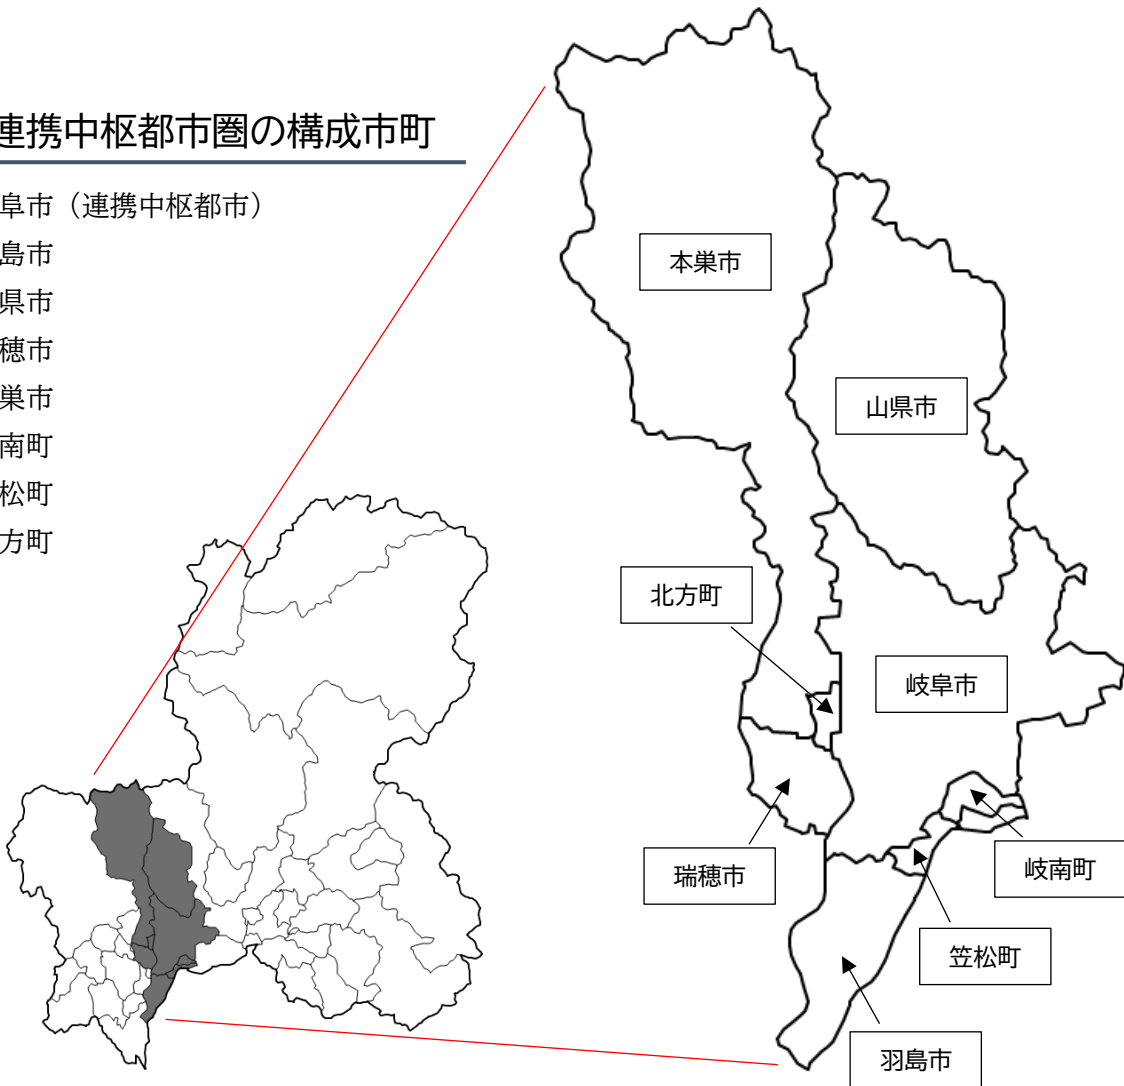 連携中枢都市圏の構成市町
阜市（連携中枢都市）
島市
県市
穂市
巣市
南町
松町
方町
本巣市
山県市
北方町
岐阜市
瑞穂市
岐南町
笠松町
羽島市